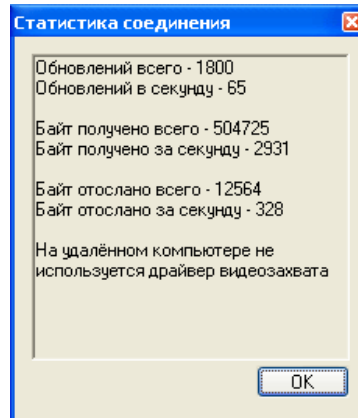 Статистика соединения
Обновлений всего - 1800
Обновлений в секунду - 65
Байт получено всего - 504725
Байт получено за секунду - 2931
Байт отослано всего - 12564
Байт отослано за секунду - 328
На удалённом компьютере не
используется драйвер видеозахвата
OK